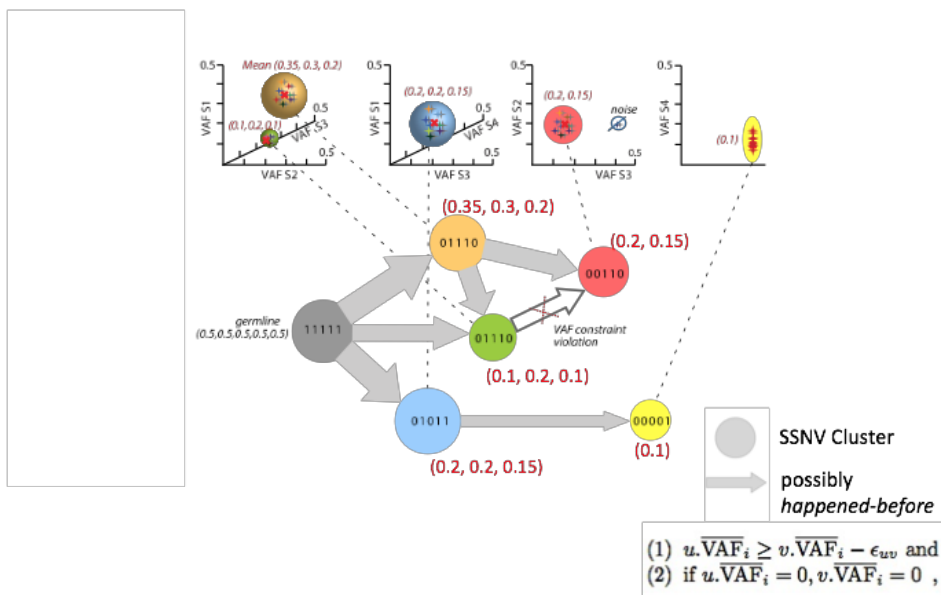 0.5
VAF S1
Mean (0.35, 0.3, 0.2)
(0.1, 0.2, 0.1)
0.5
VAF S3
0.5
VAF S2
0.5
VAF S1
(0.2, 0.2, 0.15)
0.5
VAF S4
0.5
VAF S3
0.5
VAF S2
(0.2, 0.15)
noise
0.5
VAF S3
0.5
VAF S4
(0.1)
(0.35, 0.3, 0.2)
01110
(0.2, 0.15)
00110
germline
(0.5,0.5,0.5,0.5,0.5)
11111
01110
VAF constraint
violation
(0.1, 0.2, 0.1)
01011
00001
(0.1)
(0.2, 0.2, 0.15)
SSNV Cluster
possibly
happened-before
(1) u.V̅A̅F̅ᵢ ≥ v.V̅A̅F̅ᵢ − ϵᵤᵥ and
(2) if u.V̅A̅F̅ᵢ = 0, v.V̅A̅F̅ᵢ = 0 ,